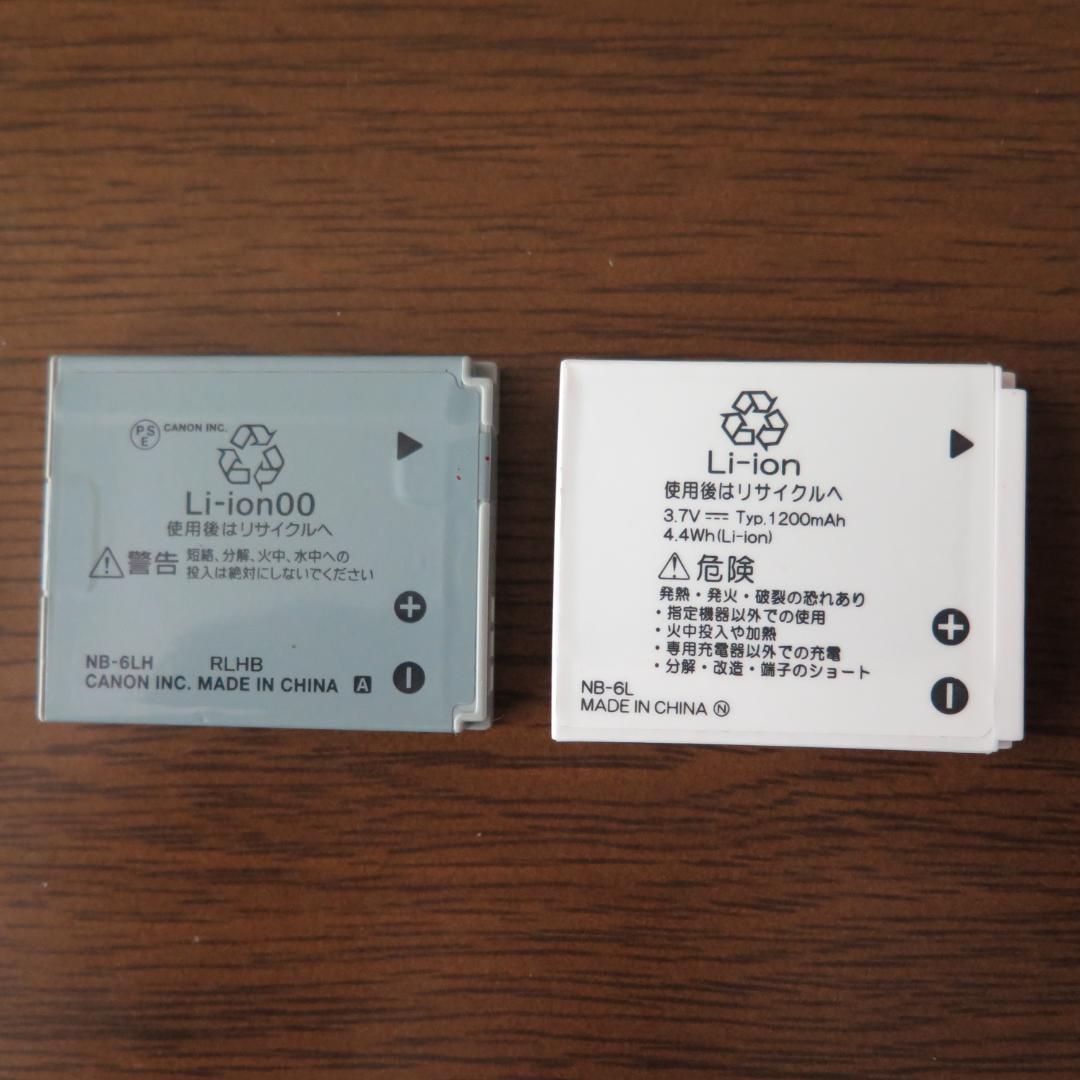 PSE
CANON INC.
Li-ion00
使用後はリサイクルへ
警告
短絡、分解、火中、水中への
投入は絶対にしないでください
NB-6LH RLHB
CANON INC. MADE IN CHINA A
Li-ion
使用後はリサイクルへ
3.7V Typ.1200mAh
4.4Wh(Li-ion)
危険
発熱・発火・破裂の恐れあり
・指定機器以外での使用
・火中投入や加熱
・専用充電器以外での充電
・分解・改造・端子のショート
NB-6L
MADE IN CHINA Ⓝ